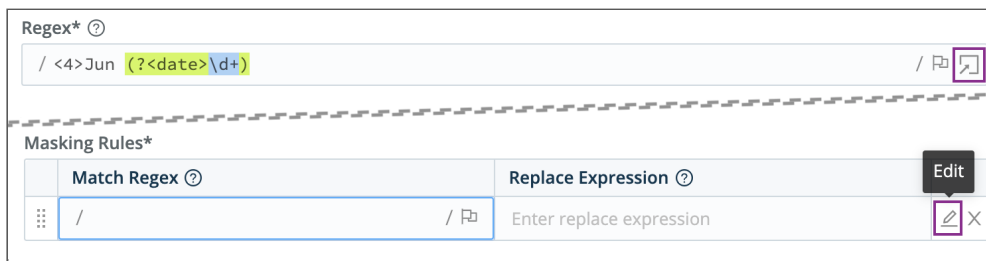 Regex* ?
/ <4>Jun (?<date>\d+) /
Masking Rules*
Match Regex ? Replace Expression ? Edit
/ / Enter replace expression